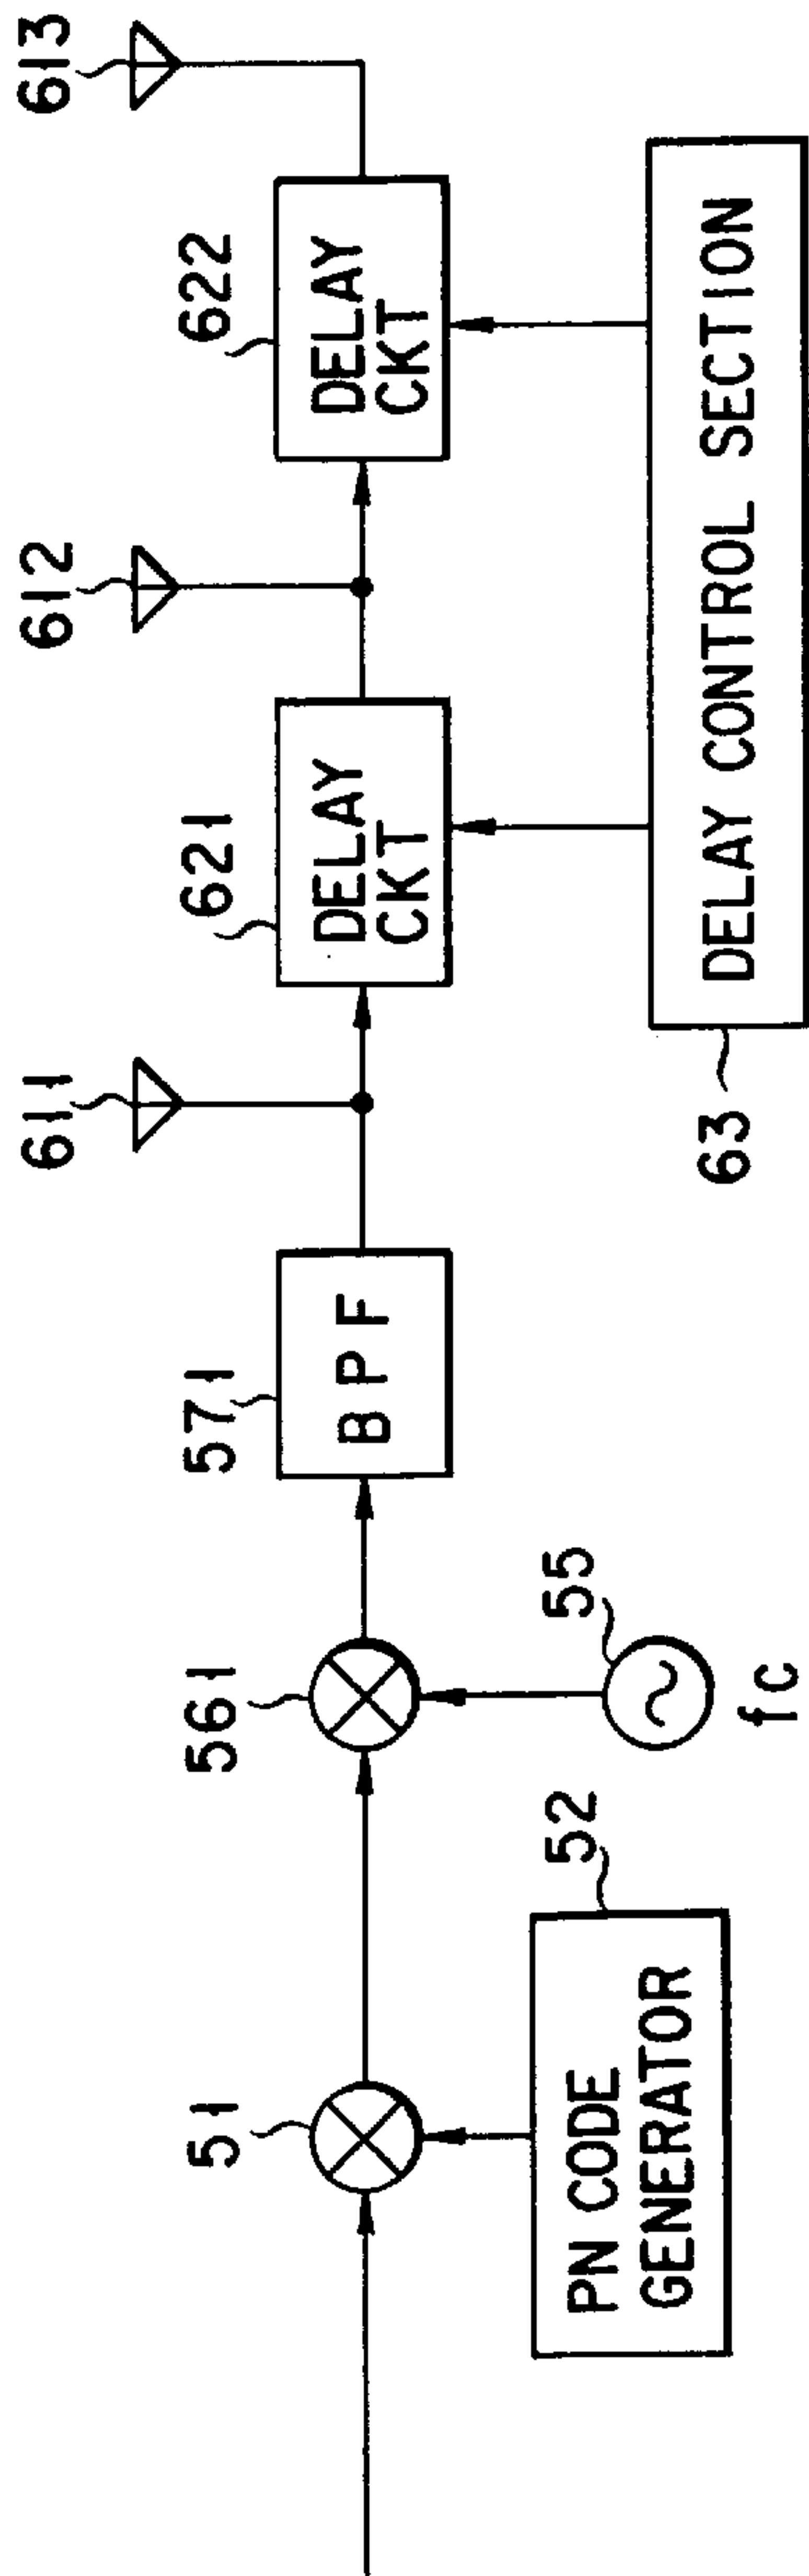 611
612
613
51
561
571
B P F
621
DELAY
CKT
622
DELAY
CKT
52
PN CODE
GENERATOR
55
fc
63
DELAY CONTROL SECTION